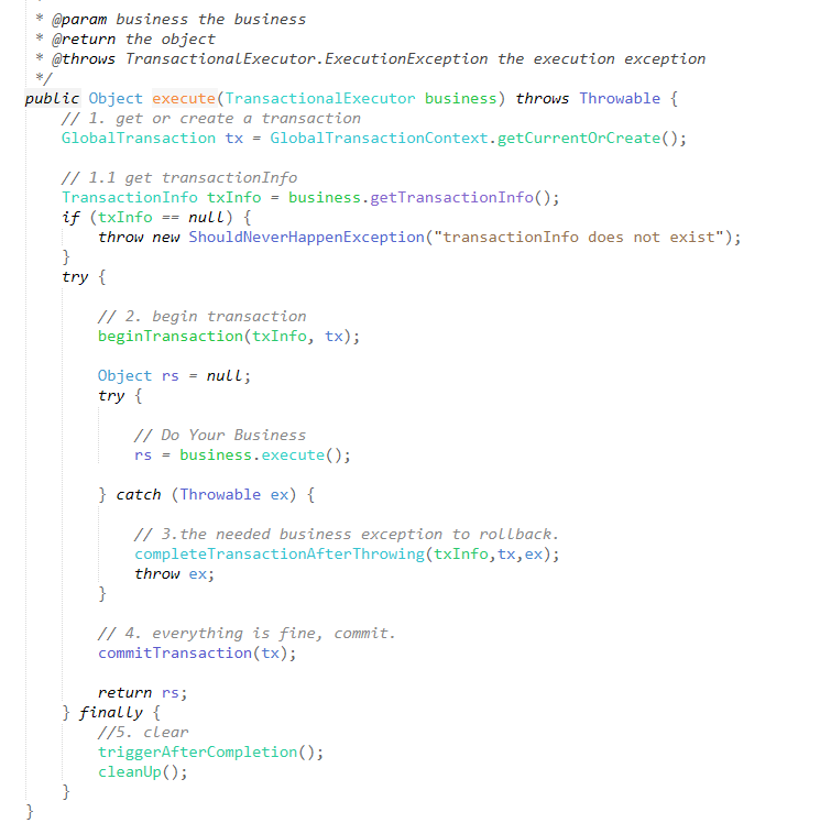 * @param business the business
* @return the object
* @throws TransactionalExecutor.ExecutionException the execution exception
*/
public Object execute(TransactionalExecutor business) throws Throwable {
// 1. get or create a transaction
GlobalTransaction tx = GlobalTransactionContext.getCurrentOrCreate();
// 1.1 get transactionInfo
TransactionInfo txInfo = business.getTransactionInfo();
if (txInfo == null) {
throw new ShouldNeverHappenException("transactionInfo does not exist");
}
try {
// 2. begin transaction
beginTransaction(txInfo, tx);
Object rs = null;
try {
// Do Your Business
rs = business.execute();
} catch (Throwable ex) {
// 3.the needed business exception to rollback.
completeTransactionAfterThrowing(txInfo,tx,ex);
throw ex;
}
// 4. everything is fine, commit.
commitTransaction(tx);
return rs;
} finally {
//5. clear
triggerAfterCompletion();
cleanUp();
}
}